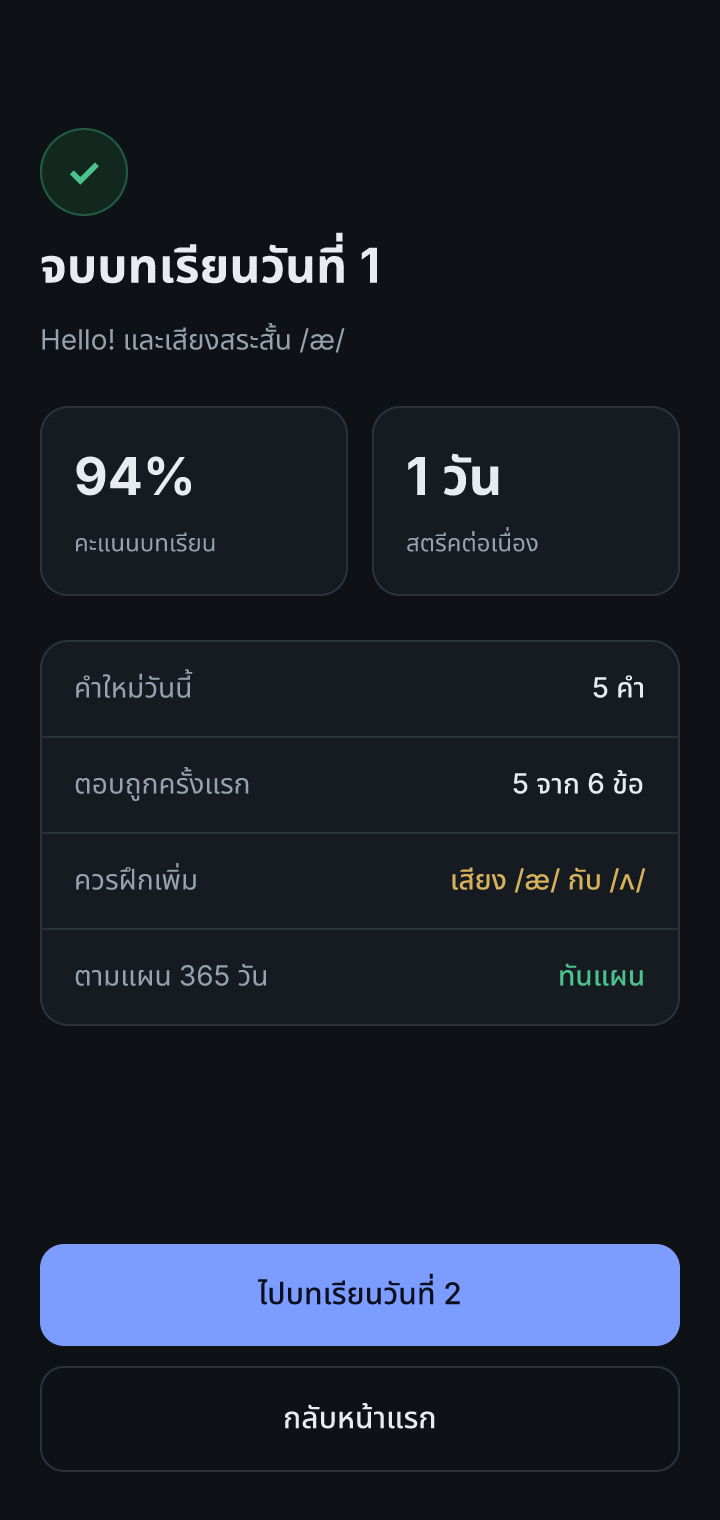 จบบทเรียนวันที่ 1
Hello! และเสียงสระสั้น /æ/
94%
คะแนนบทเรียน
1 วัน
สตรีคต่อเนื่อง
คำใหม่วันนี้ 5 คำ
ตอบถูกครั้งแรก 5 จาก 6 ข้อ
ควรฝึกเพิ่ม เสียง /æ/ กับ /ʌ/
ตามแผน 365 วัน ทันแผน
ไปบทเรียนวันที่ 2
กลับหน้าแรก